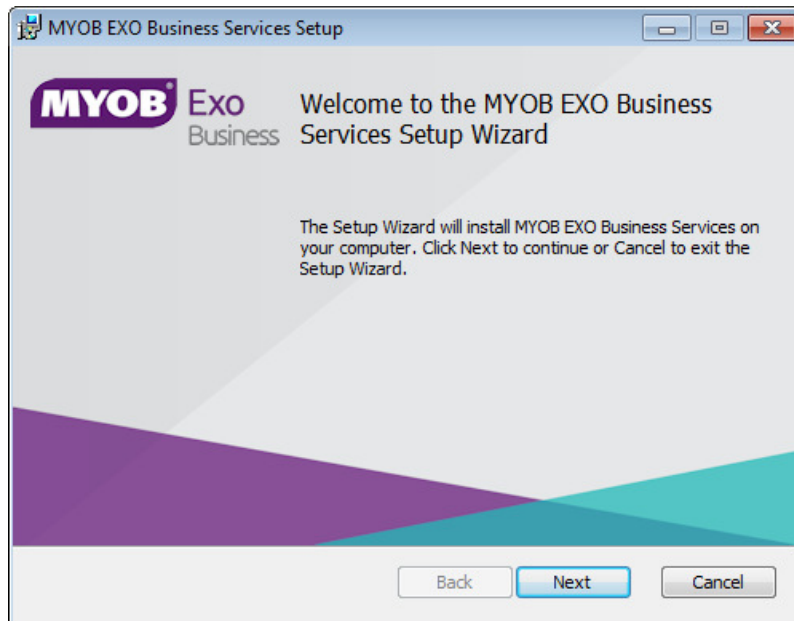 MYOB EXO Business Services Setup
MYOB Exo
Business
Welcome to the MYOB EXO Business
Services Setup Wizard
The Setup Wizard will install MYOB EXO Business Services on
your computer. Click Next to continue or Cancel to exit the
Setup Wizard.
Back Next Cancel